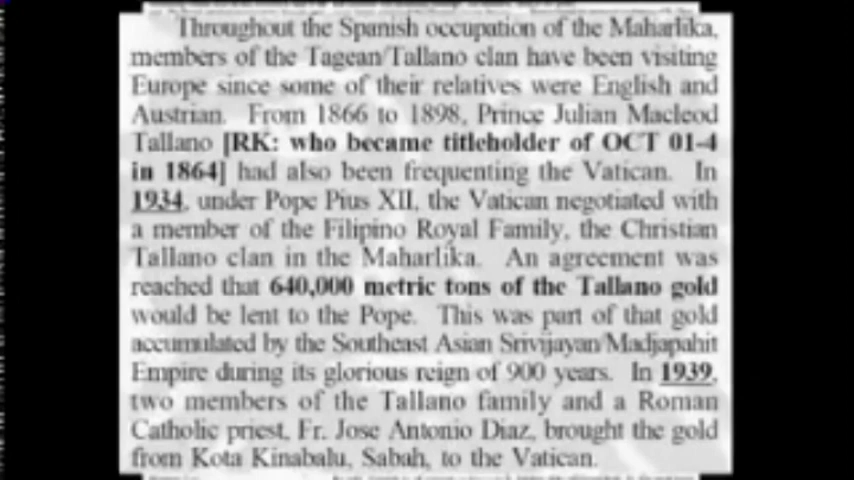 Throughout the Spanish occupation of the Maharlika,
members of the Tagean/Tallano clan have been visiting
Europe since some of their relatives were English and
Austrian. From 1866 to 1898, Prince Julian Macleod
Tallano [RK: who became titleholder of OCT 01-4
in 1864] had also been frequenting the Vatican. In
1934, under Pope Pius XII, the Vatican negotiated with
a member of the Filipino Royal Family, the Christian
Tallano clan in the Maharlika. An agreement was
reached that 640,000 metric tons of the Tallano gold
would be lent to the Pope. This was part of that gold
accumulated by the Southeast Asian Srivijayan/Madjapahit
Empire during its glorious reign of 900 years. In 1939,
two members of the Tallano family and a Roman
Catholic priest, Fr. Jose Antonio Diaz, brought the gold
from Kota Kinabalu, Sabah, to the Vatican.